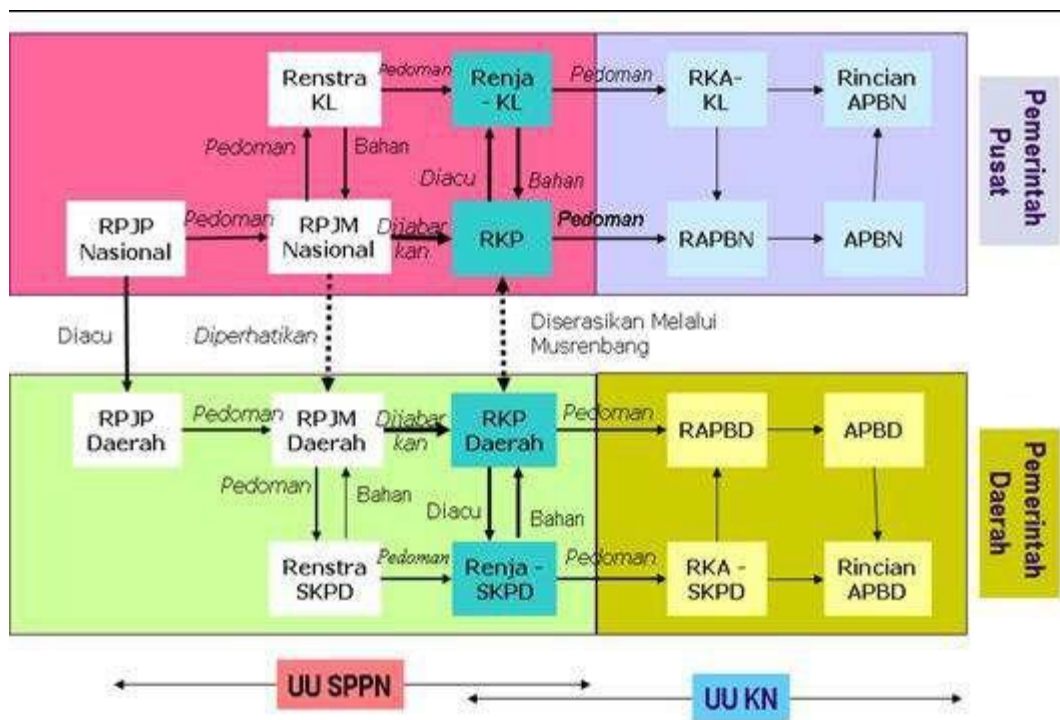 Renstra
KL
Pedoman
Renja
- KL
Pedoman
RKA-
KL
Rincian
APBN
Pedoman
Bahan
Diacu
Bahan
RPJP
Nasional
Pedoman
RPJM
Nasional
Dijabar
kan
RKP
Pedoman
RAPBN
APBN
Pemerintah
Pusat
Diacu
Diperhatikan
Diserasikan Melalui
Musrenbang
RPJP
Daerah
Pedoman
RPJM
Daerah
Dijabar
kan
RKP
Daerah
Pedoman
RAPBD
APBD
Pedoman
Bahan
Diacu
Bahan
Renstra
SKPD
Pedoman
Renja -
SKPD
Pedoman
RKA -
SKPD
Rincian
APBD
Pemerintah
Daerah
UU SPPN
UU KN